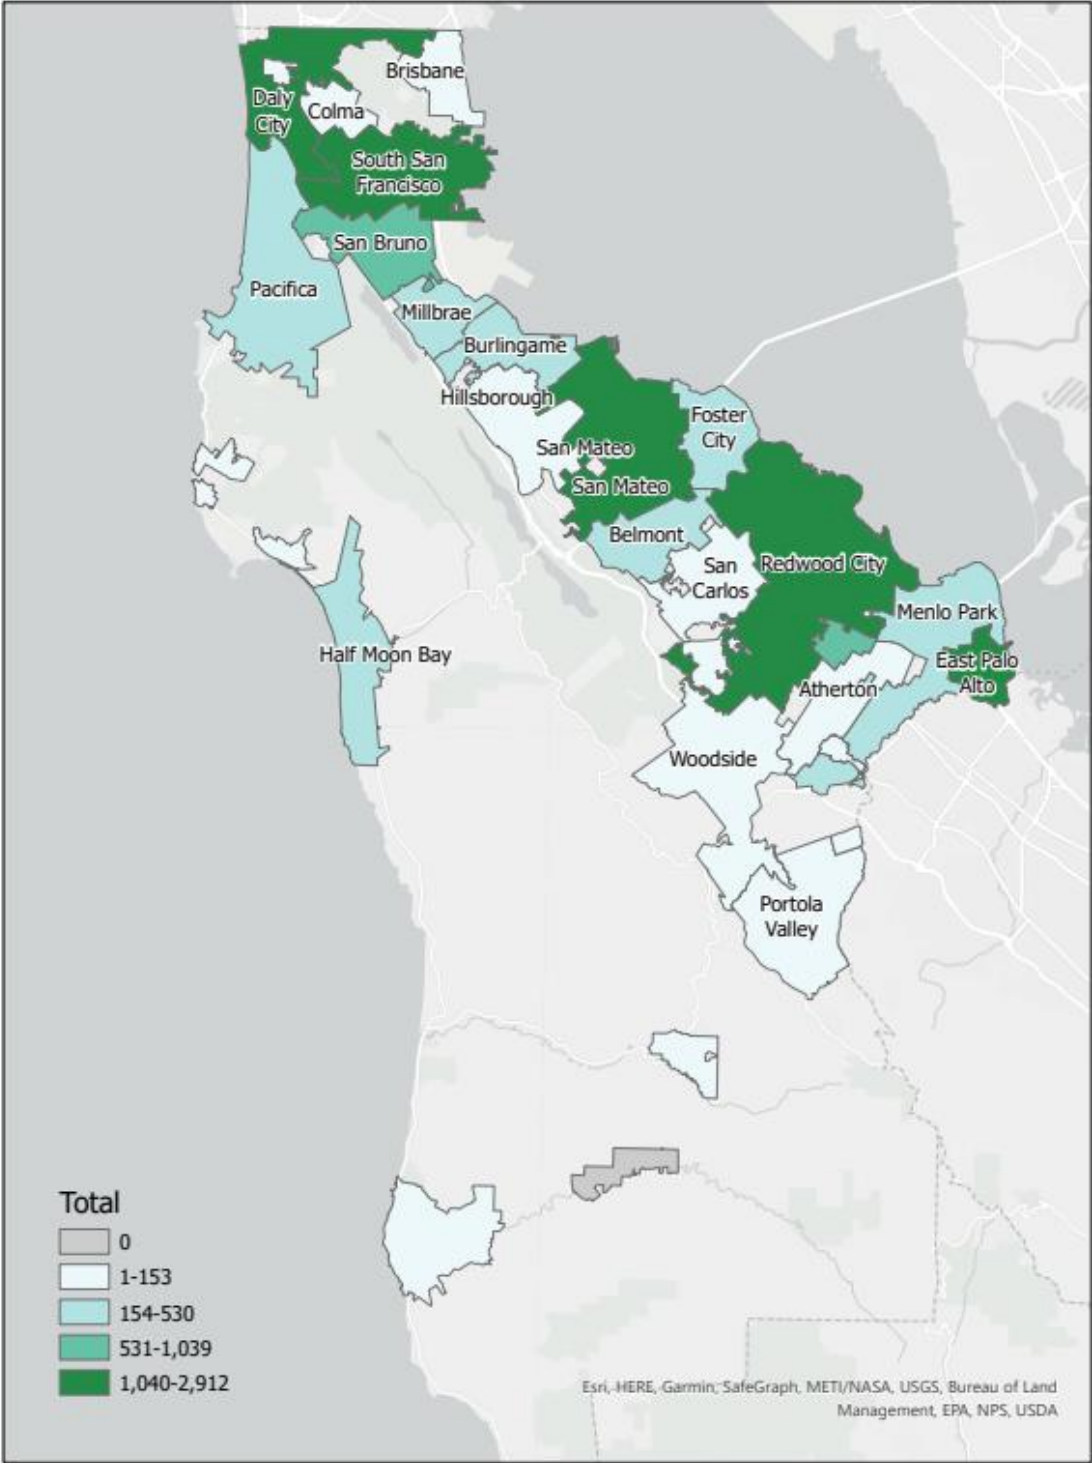 Brisbane
Daly
City
Colma
South San
Francisco
San Bruno
Pacifica
Millbrae
Burlingame
Hillsborough
Foster
City
San Mateo
San Mateo
Belmont
San
Carlos
Redwood City
Menlo Park
Half Moon Bay
East Palo
Alto
Atherton
Woodside
Portola
Valley
Total
0
1-153
154-530
531-1,039
1,040-2,912
Esri, HERE, Garmin, SafeGraph, METI/NASA, USGS, Bureau of Land
Management, EPA, NPS, USDA